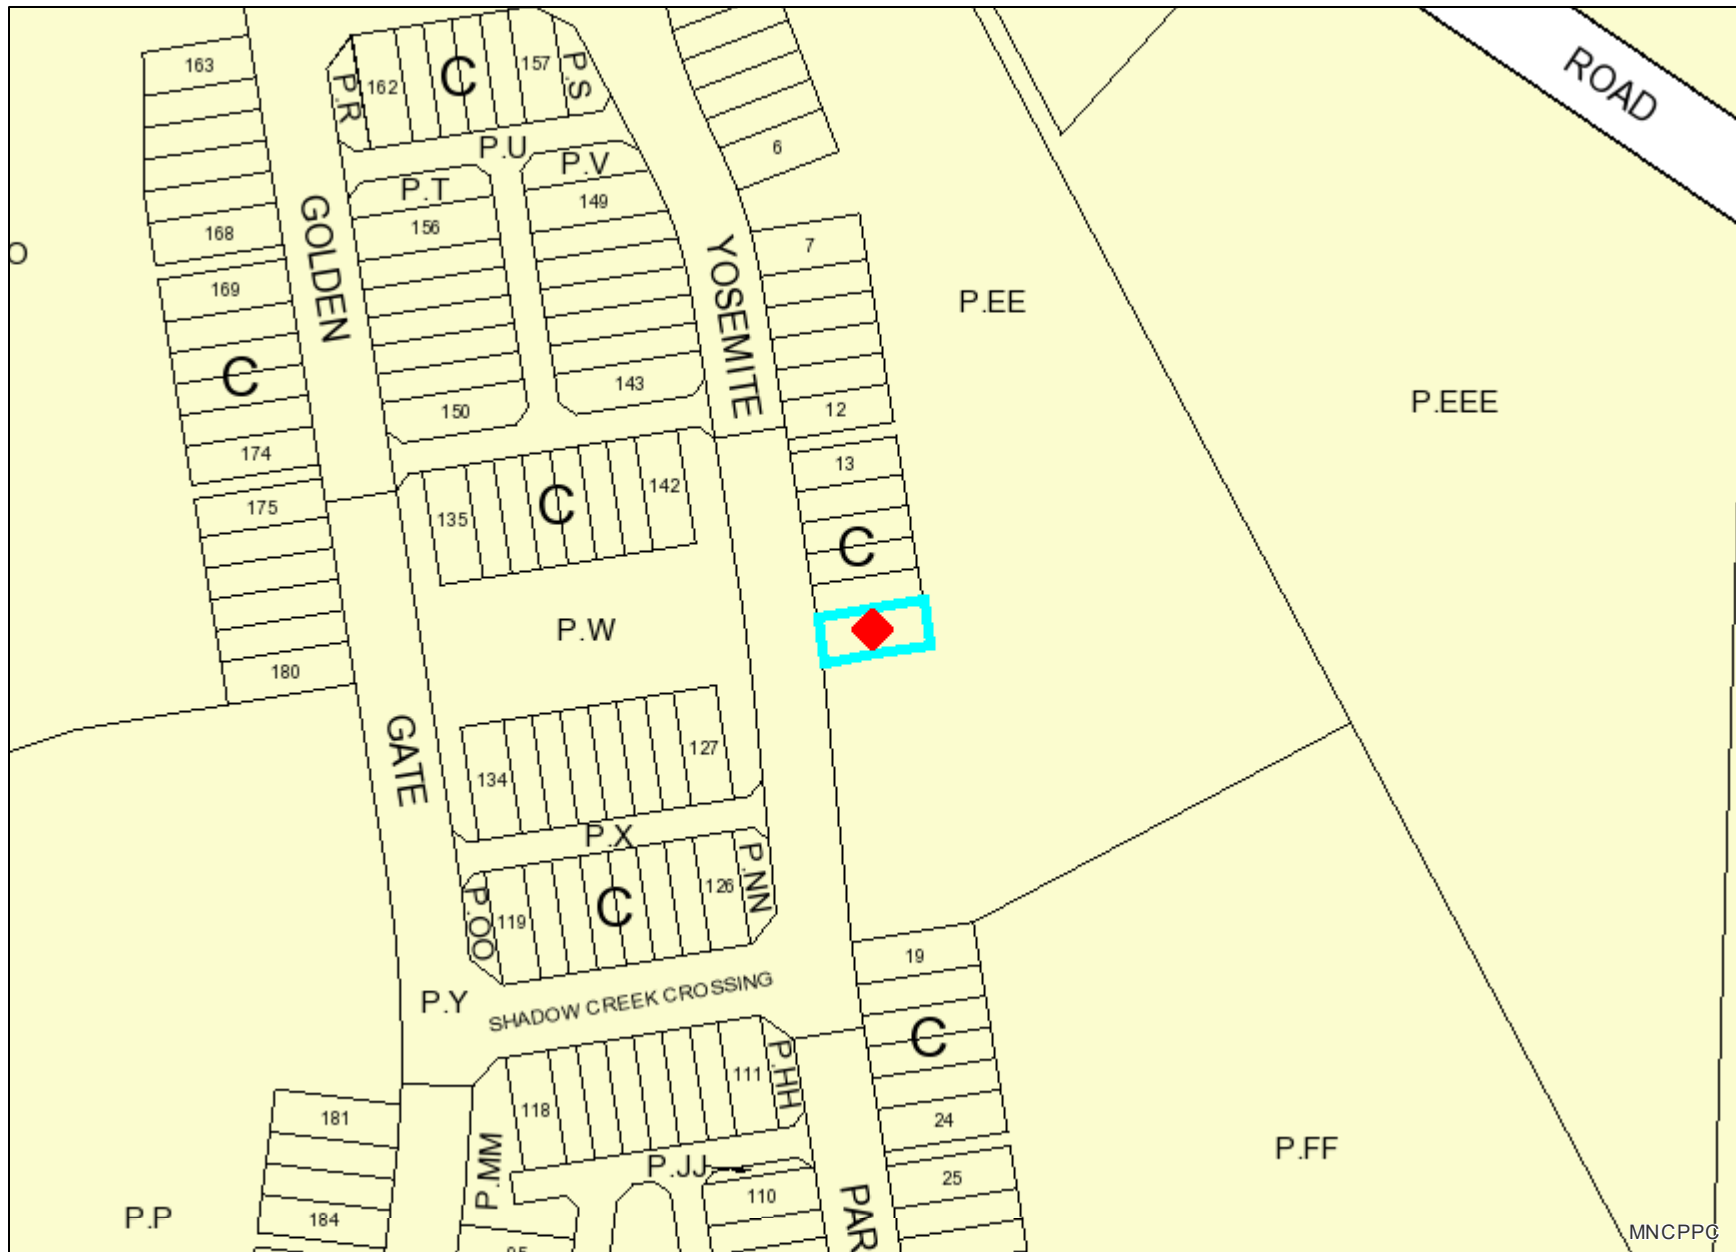 163
P.R
162
C
157
P.S
ROAD
6
P.U
P.V
P.T
149
156
168
GOLDEN
YOSEMITE
7
O
169
P.EE
C
143
150
12
P.EEE
174
13
175
135
C
142
C
P.W
180
GATE
134
127
P.X
P.OO
119
C
126
P.NN
19
P.Y
SHADOW CREEK CROSSING
C
118
111
P.HH
181
24
P.FF
P.MM
P.JJ
110
25
P.P
184
PAR
MNCPPC